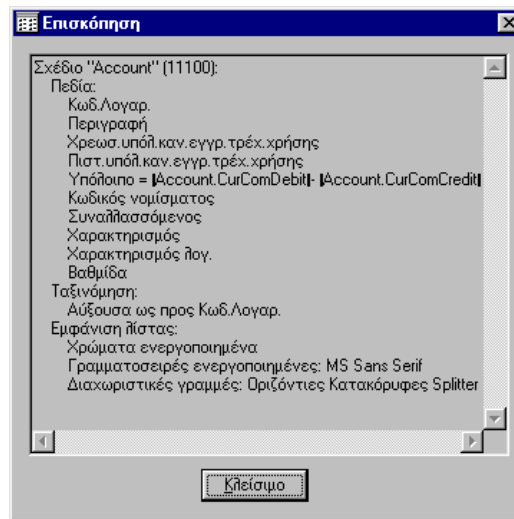 Επισκόπηση
Σχέδιο "Account" (11100):
Πεδία:
Κωδ.Λογαρ.
Περιγραφή
Χρεωσ.υπόλ.καν.εγγρ.τρέχ.χρήσης
Πιστ.υπόλ.καν.εγγρ.τρέχ.χρήσης
Υπόλοιπο = |Account.CurComDebit|- |Account.CurComCredit|
Κωδικός νομίσματος
Συναλλασσόμενος
Χαρακτηρισμός
Χαρακτηρισμός λογ.
Βαθμίδα
Ταξινόμηση:
Αύξουσα ως προς Κωδ.Λογαρ.
Εμφάνιση λίστας:
Χρώματα ενεργοποιημένα
Γραμματοσειρές ενεργοποιημένες: MS Sans Serif
Διαχωριστικές γραμμές: Οριζόντιες Κατακόρυφες Splitter
Κλείσιμο